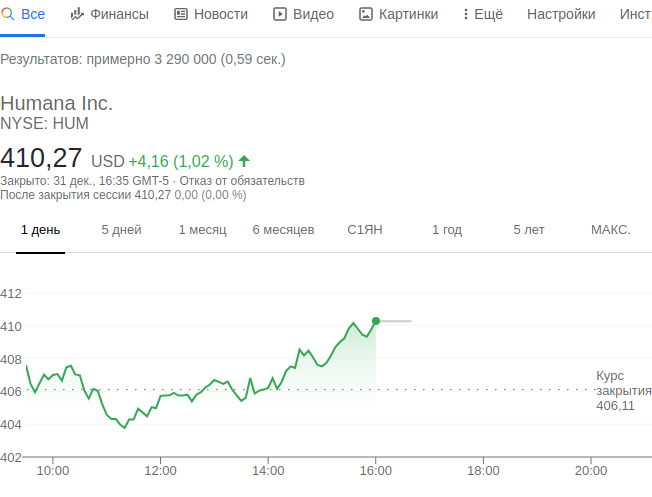 Все Финансы Новости Видео Картинки Ещё Настройки Инст
Результатов: примерно 3 290 000 (0,59 сек.)
Humana Inc.
NYSE: HUM
410,27 USD +4,16 (1,02 %)
Закрыто: 31 дек., 16:35 GMT-5 · Отказ от обязательств
После закрытия сессии 410,27 0,00 (0,00 %)
1 день 5 дней 1 месяц 6 месяцев С1ЯН 1 год 5 лет МАКС.
412
410
408
406
404
402
Курс
закрытия
406,11
10:00 12:00 14:00 16:00 18:00 20:00